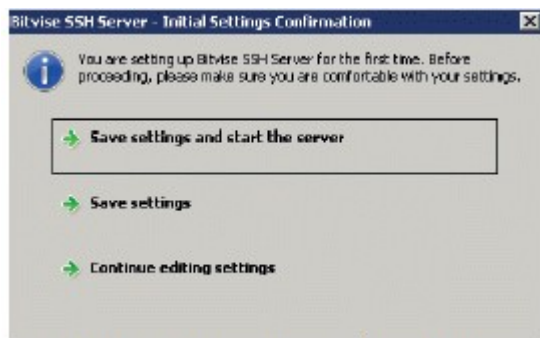 Bitvise SSH Server - Initial Settings Confirmation
You are setting up Bitvise SSH Server for the first time. Before
proceeding, please make sure you are comfortable with your settings.
Save settings and start the server
Save settings
Continue editing settings